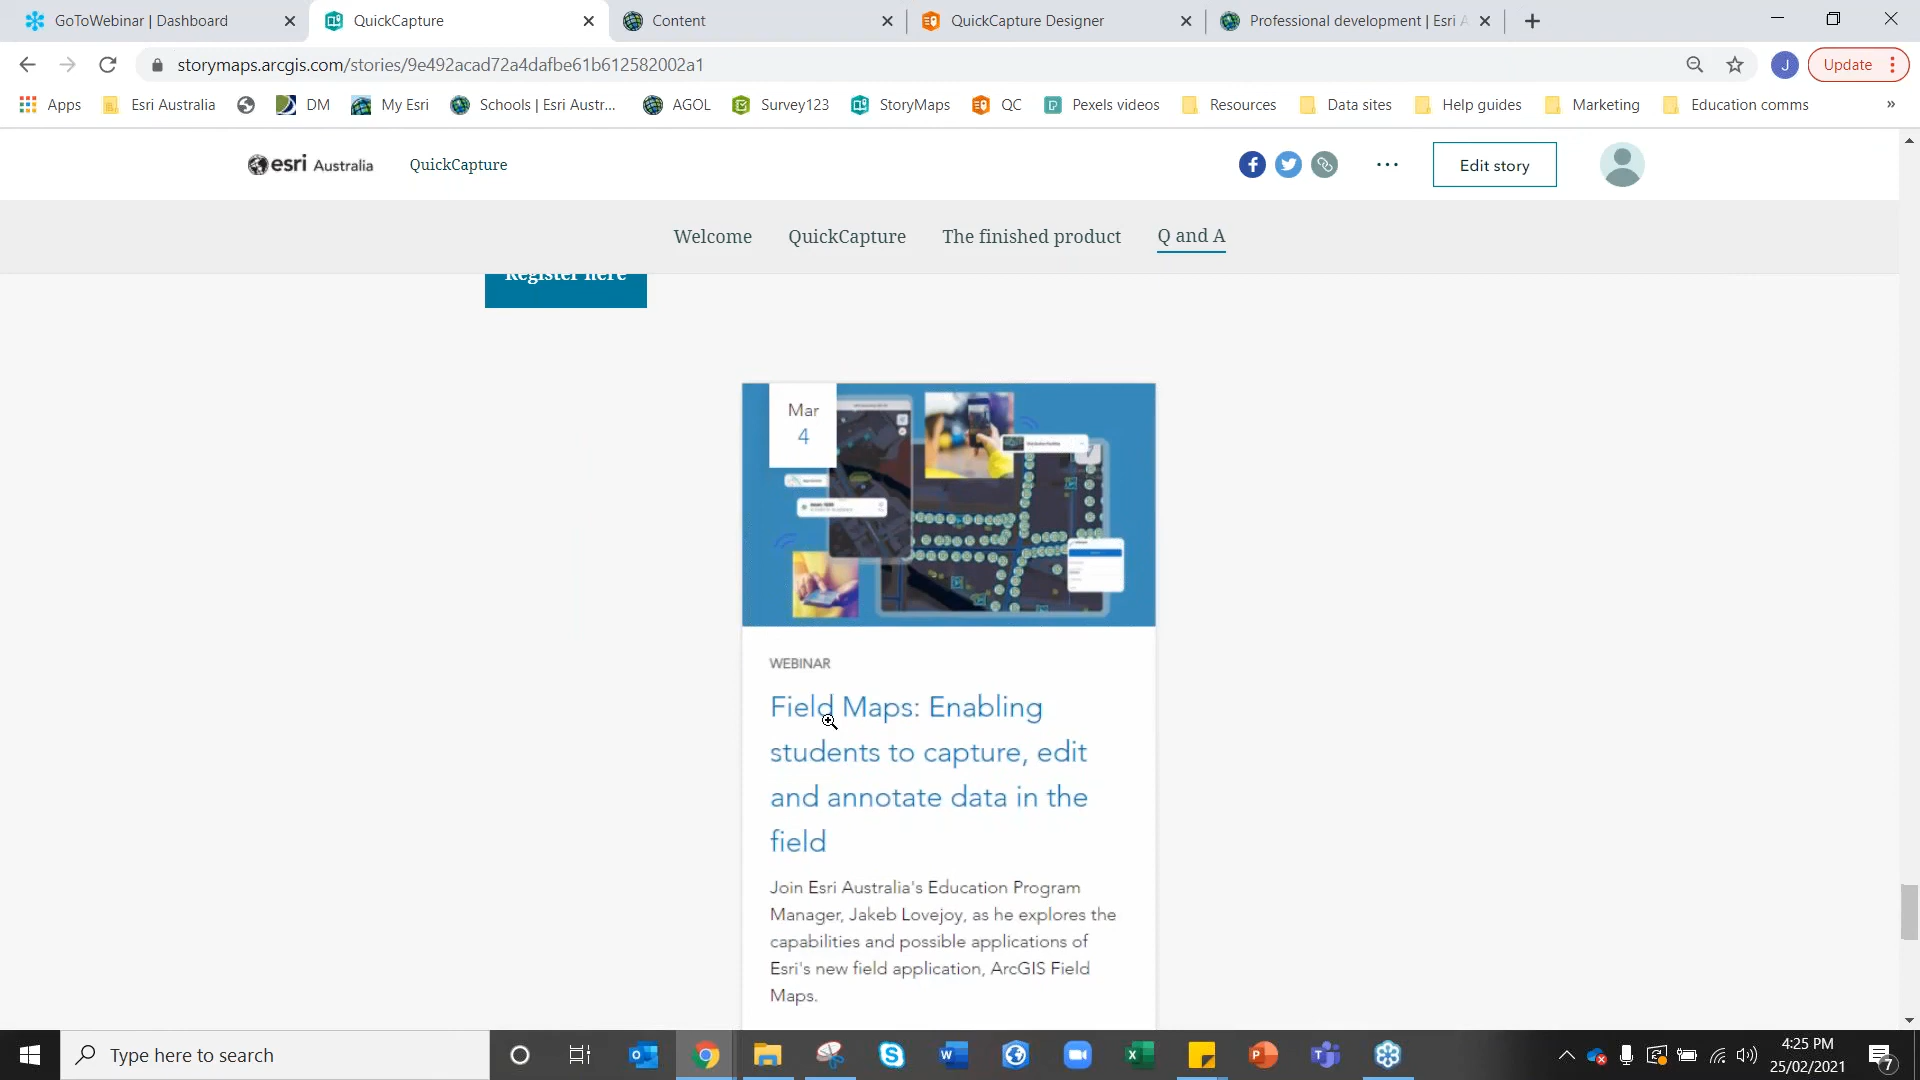 GoToWebinar | Dashboard
QuickCapture
Content
QuickCapture Designer
Professional development | Esri A
storymaps.arcgis.com/stories/9e492acad72a4dafbe61b612582002a1
J
Update
Apps
Esri Australia
DM
My Esri
Schools | Esri Austr...
AGOL
Survey123
StoryMaps
QC
Pexels videos
Resources
Data sites
Help guides
Marketing
Education comms
»
esri Australia
QuickCapture
Edit story
Welcome
QuickCapture
The finished product
Q and A
Register here
Mar
4
WEBINAR
Field Maps: Enabling
students to capture, edit
and annotate data in the
field
Join Esri Australia's Education Program
Manager, Jakeb Lovejoy, as he explores the
capabilities and possible applications of
Esri's new field application, ArcGIS Field
Maps.
Type here to search
4:25 PM
25/02/2021
7